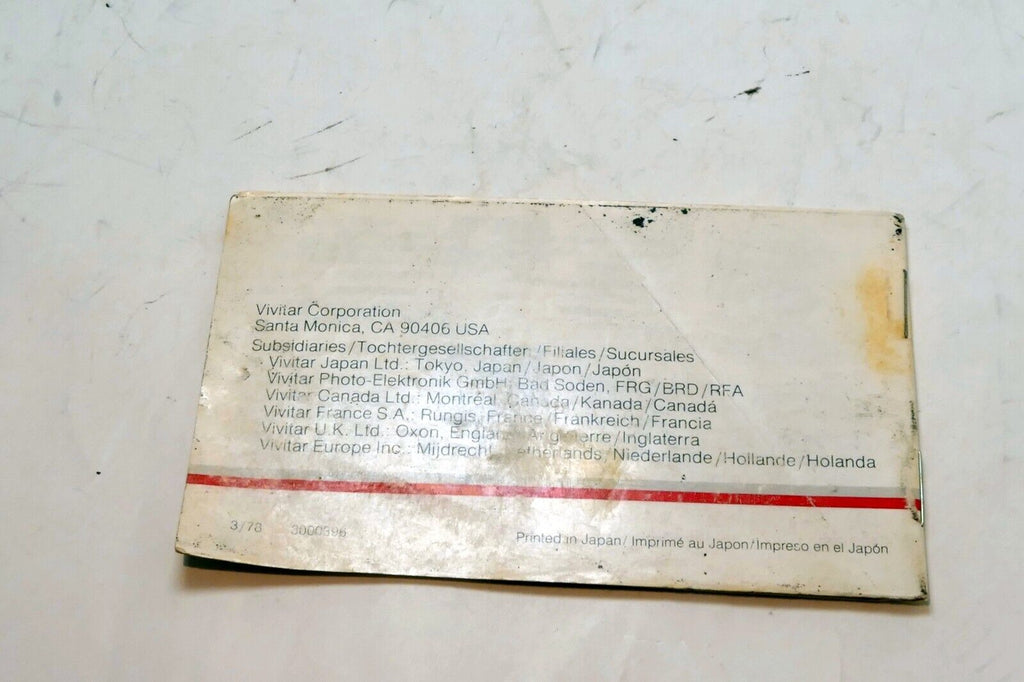 Vivitar Corporation
Santa Monica, CA 90406 USA
Subsidiaries/Tochtergesellschaften/Filiales/Sucursales
Vivitar Japan Ltd.: Tokyo, Japan/Japon/Japón
Vivitar Photo-Elektronik GmbH: Bad Soden, FRG/BRD/RFA
Vivitar Canada Ltd.: Montréal, Canada/Kanada/Canadá
Vivitar France S.A.: Rungis, France/Frankreich/Francia
Vivitar U.K. Ltd.: Oxon, England/Angleterre/Inglaterra
Vivitar Europe Inc.: Mijdrecht, Netherlands/Niederlande/Hollande/Holanda
3/78 3000396
Printed in Japan/Imprimé au Japon/Impreso en el Japón